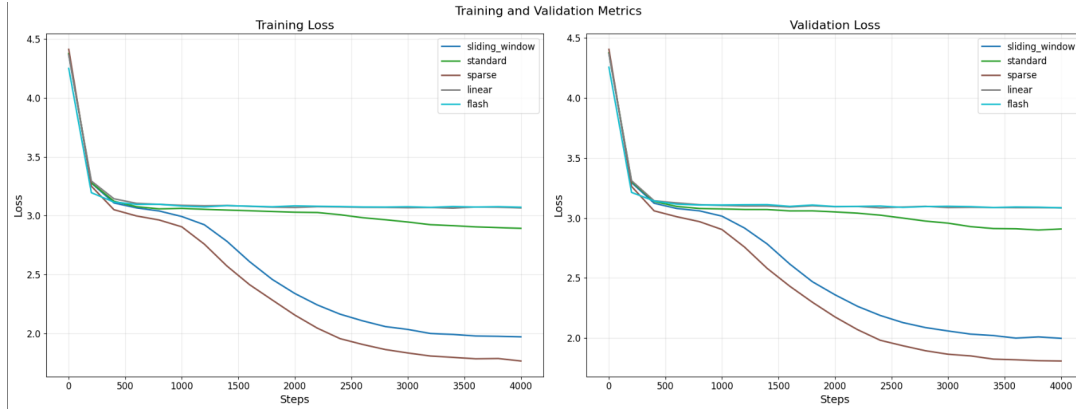 Training and Validation Metrics
Training Loss
Validation Loss
4.5
4.0
3.5
3.0
2.5
2.0
Loss
sliding_window
standard
sparse
linear
flash
0 500 1000 1500 2000 2500 3000 3500 4000
Steps
4.5
4.0
3.5
3.0
2.5
2.0
Loss
sliding_window
standard
sparse
linear
flash
0 500 1000 1500 2000 2500 3000 3500 4000
Steps